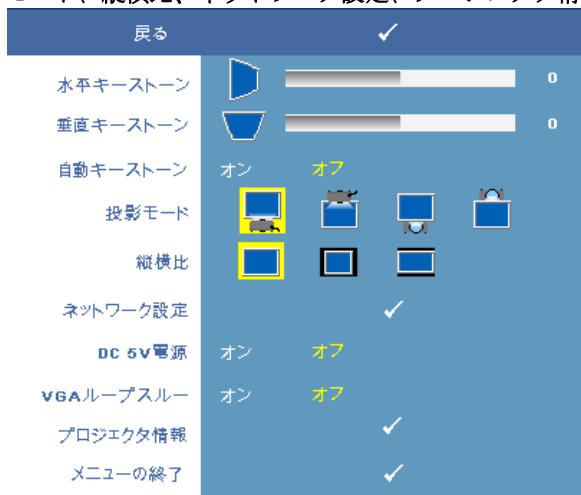 戻る
水平キーストーン 0
垂直キーストーン 0
自動キーストーン オン オフ
投影モード
縦横比
ネットワーク設定
DC 5V電源 オン オフ
VGAループスルー オン オフ
プロジェクタ情報
メニューの終了